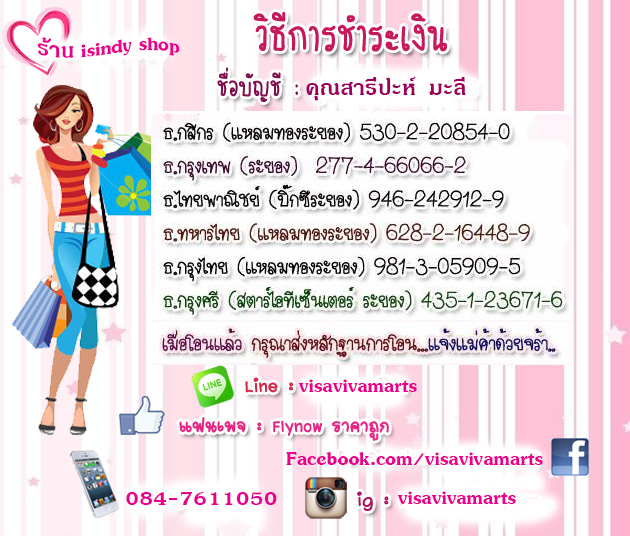 ร้าน isindy shop
วิธีการชำระเงิน
ชื่อบัญชี : คุณสารีปะห์ มะลี
ธ.กสิกร (แหลมทองระยอง) 530-2-20854-0
ธ.กรุงเทพ (ระยอง) 277-4-66066-2
ธ.ไทยพาณิชย์ (บิ๊กซีระยอง) 946-242912-9
ธ.ทหารไทย (แหลมทองระยอง) 628-2-16448-9
ธ.กรุงไทย (แหลมทองระยอง) 981-3-05909-5
ธ.กรุงศรี (สตาร์ไอทีเซ็นเตอร์ ระยอง) 435-1-23671-6
เมื่อโอนแล้ว กรุณาส่งหลักฐานการโอน...แจ้งแม่ค้าด้วยจร้า..
LINE
Line : visavivamarts
แฟนเพจ : Flynow ราคาถูก
Facebook.com/visavivamarts
084-7611050
ig : visavivamarts